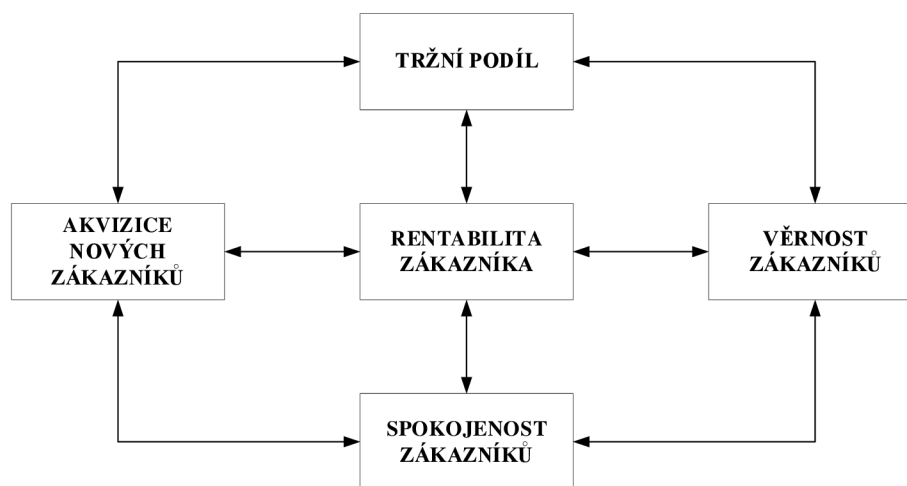 TRŽNÍ PODÍL
AKVIZICE
NOVÝCH
ZÁKAZNÍKŮ
RENTABILITA
ZÁKAZNÍKA
VĚRNOST
ZÁKAZNÍKŮ
SPOKOJENOST
ZÁKAZNÍKŮ